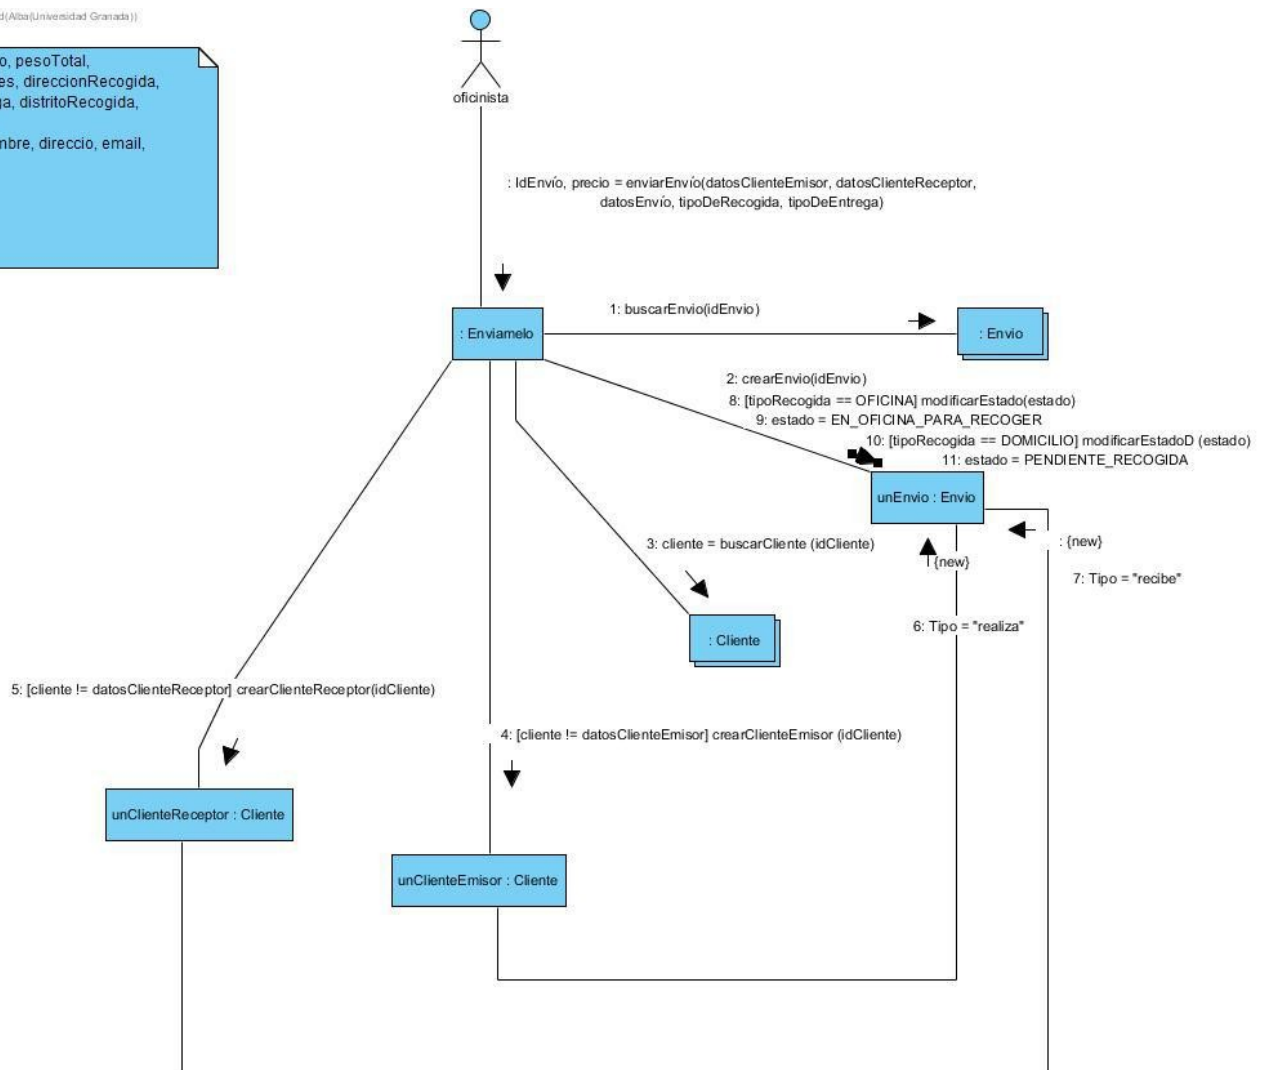 d(Alba(Universidad Granada))
o, pesoTotal,
es, direccionRecogida,
ga, distritoRecogida,
mbre, direccio, email,
oficinista
: IdEnvío, precio = enviarEnvío(datosClienteEmisor, datosClienteReceptor,
datosEnvío, tipoDeRecogida, tipoDeEntrega)
1: buscarEnvio(idEnvio)
: Enviamelo
: Envio
2: crearEnvio(idEnvio)
8: [tipoRecogida == OFICINA] modificarEstado(estado)
9: estado = EN_OFICINA_PARA_RECOGER
10: [tipoRecogida == DOMICILIO] modificarEstadoD (estado)
11: estado = PENDIENTE_RECOGIDA
unEnvio : Envio
3: cliente = buscarCliente (idCliente)
: {new}
{new}
7: Tipo = "recibe"
6: Tipo = "realiza"
: Cliente
5: [cliente != datosClienteReceptor] crearClienteReceptor(idCliente)
4: [cliente != datosClienteEmisor] crearClienteEmisor (idCliente)
unClienteReceptor : Cliente
unClienteEmisor : Cliente